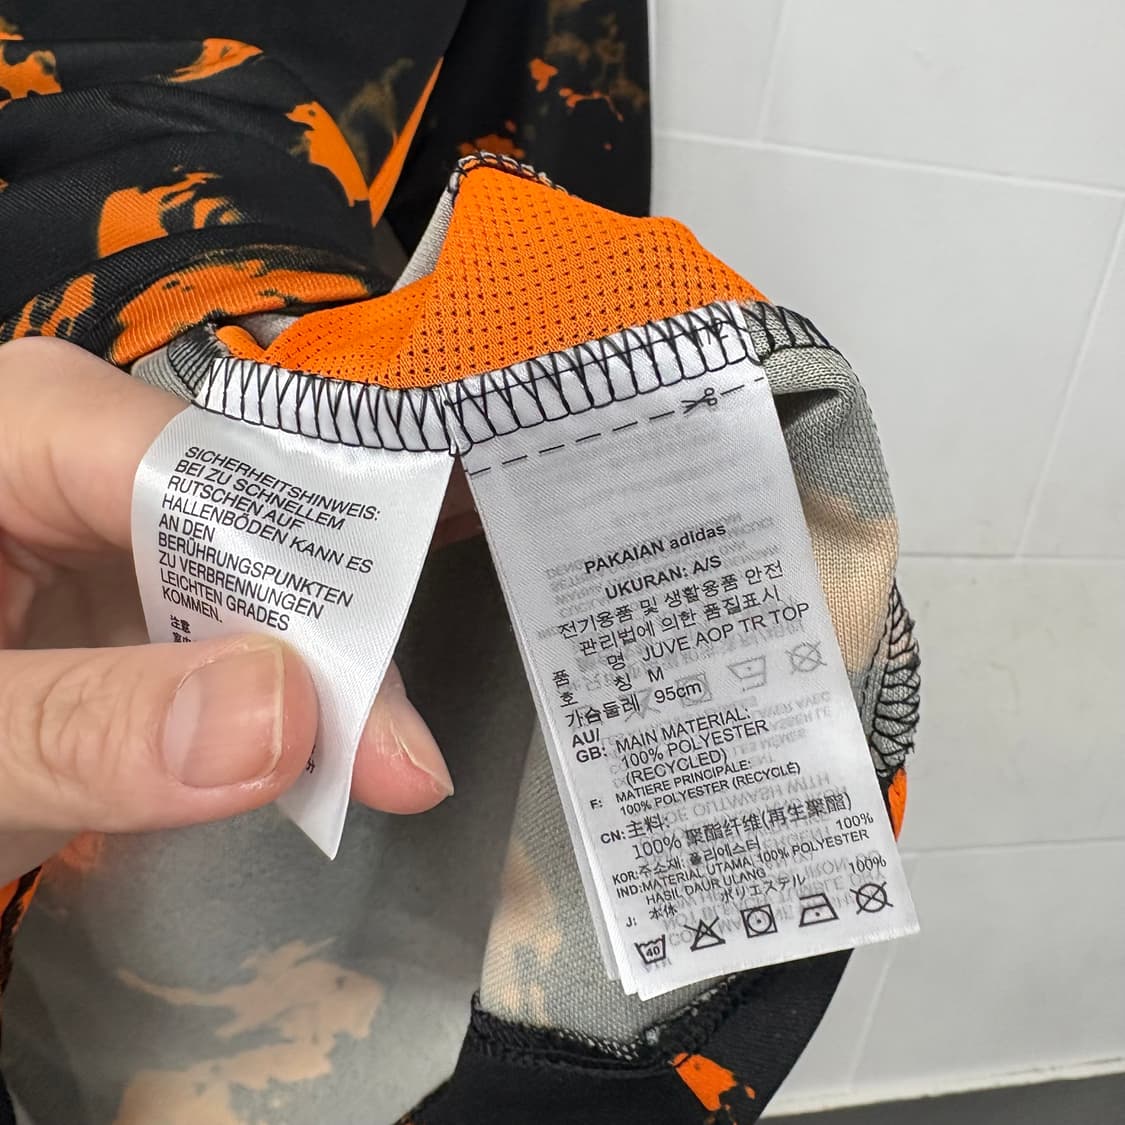 SICHERHEITSHINWEIS:
BEI ZU SCHNELLEM
RUTSCHEN AUF
HALLENBÖDEN KANN ES
AN DEN
BERÜHRUNGSPUNKTEN
ZU VERBRENNUNGEN
LEICHTEN GRADES
KOMMEN.
注意
PAKAIAN adidas
UKURAN: A/S
전기용품 및 생활용품 안전
관리법에 의한 품질표시
품 명 JUVE AOP TR TOP
호 칭 M
가슴둘레 95cm
AU/
GB: MAIN MATERIAL:
100% POLYESTER
(RECYCLED)
F: MATIERE PRINCIPALE:
100% POLYESTER (RECYCLÉ)
CN: 主料:
100% 聚酯纤维(再生聚酯)
KOR: 주소재: 폴리에스터 100%
IND: MATERIAL UTAMA 100% POLYESTER
HASIL DAUR ULANG
J: 本体 ポリエステル 100%
40